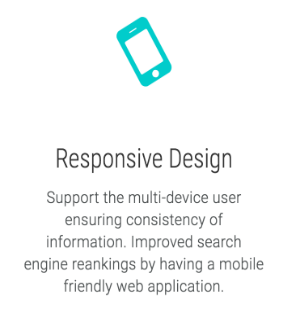 Responsive Design
Support the multi-device user
ensuring consistency of
information. Improved search
engine reankings by having a mobile
friendly web application.